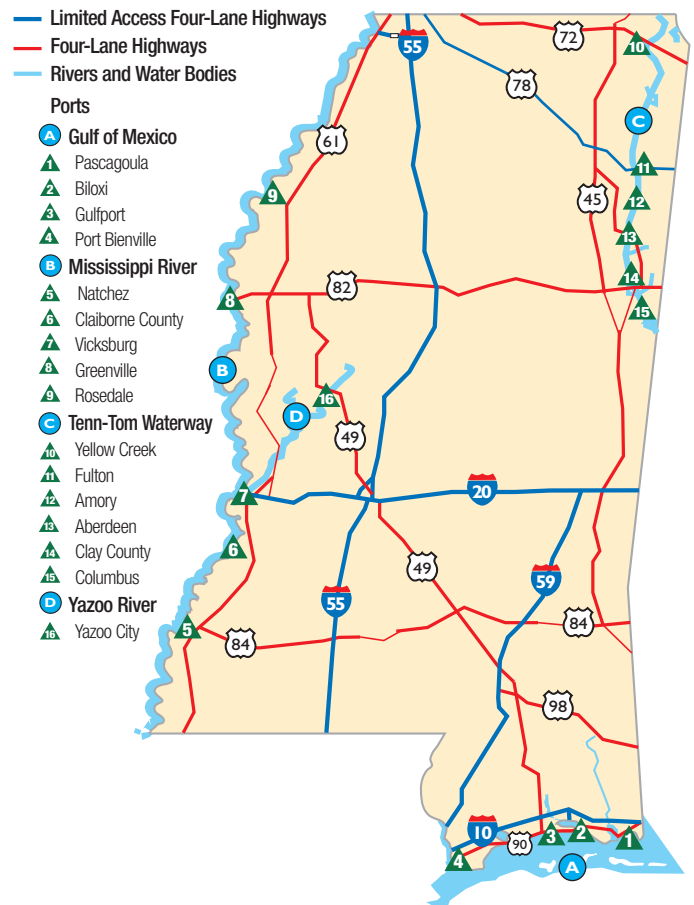 Limited Access Four-Lane Highways
Four-Lane Highways
Rivers and Water Bodies
Ports
A Gulf of Mexico
1 Pascagoula
2 Biloxi
3 Gulfport
4 Port Bienville
B Mississippi River
5 Natchez
6 Claiborne County
7 Vicksburg
8 Greenville
9 Rosedale
C Tenn-Tom Waterway
10 Yellow Creek
11 Fulton
12 Amory
13 Aberdeen
14 Clay County
15 Columbus
D Yazoo River
16 Yazoo City
55
72
10
78
C
61
11
9
45
12
13
14
82
8
15
B
16
D
49
7
20
6
49
59
55
5
84
84
98
10
90
3
2
1
4
A